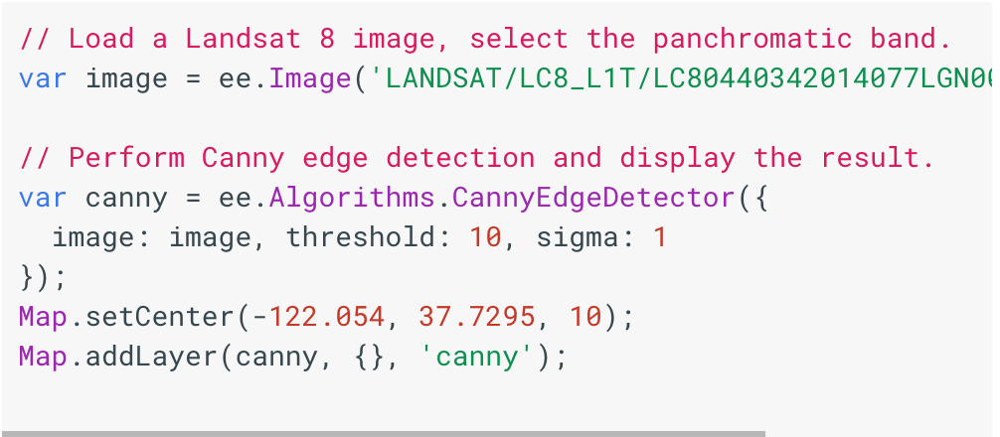 // Load a Landsat 8 image, select the panchromatic band.
var image = ee.Image('LANDSAT/LC8_L1T/LC80440342014077LGN00

// Perform Canny edge detection and display the result.
var canny = ee.Algorithms.CannyEdgeDetector({
  image: image, threshold: 10, sigma: 1
});
Map.setCenter(-122.054, 37.7295, 10);
Map.addLayer(canny, {}, 'canny');